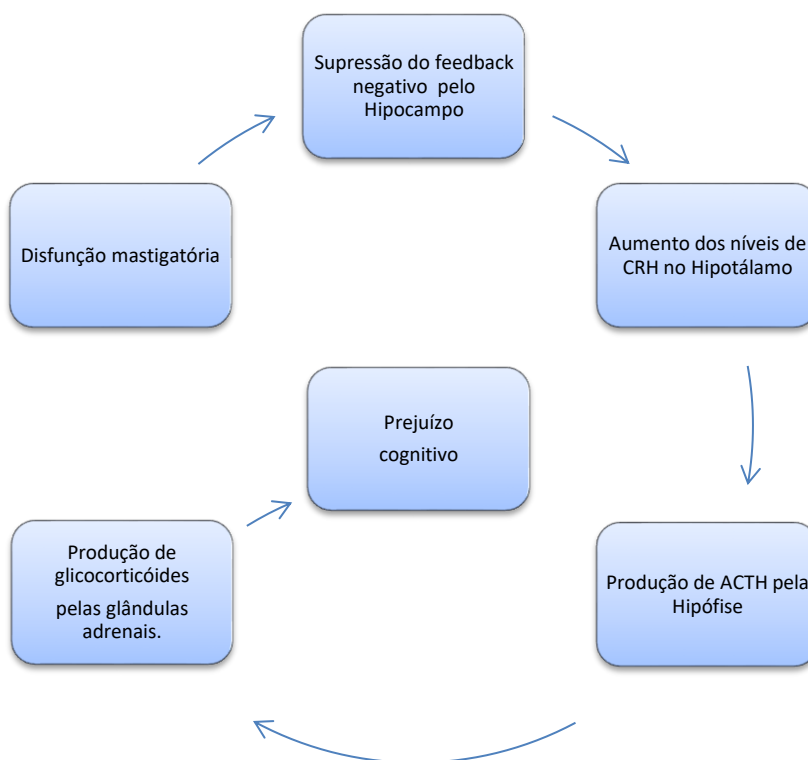 Supressão do feedback
negativo pelo
Hipocampo
Disfunção mastigatória
Aumento dos níveis de
CRH no Hipotálamo
Prejuízo
cognitivo
Produção de
glicocorticóides
pelas glândulas
adrenais.
Produção de ACTH pela
Hipófise